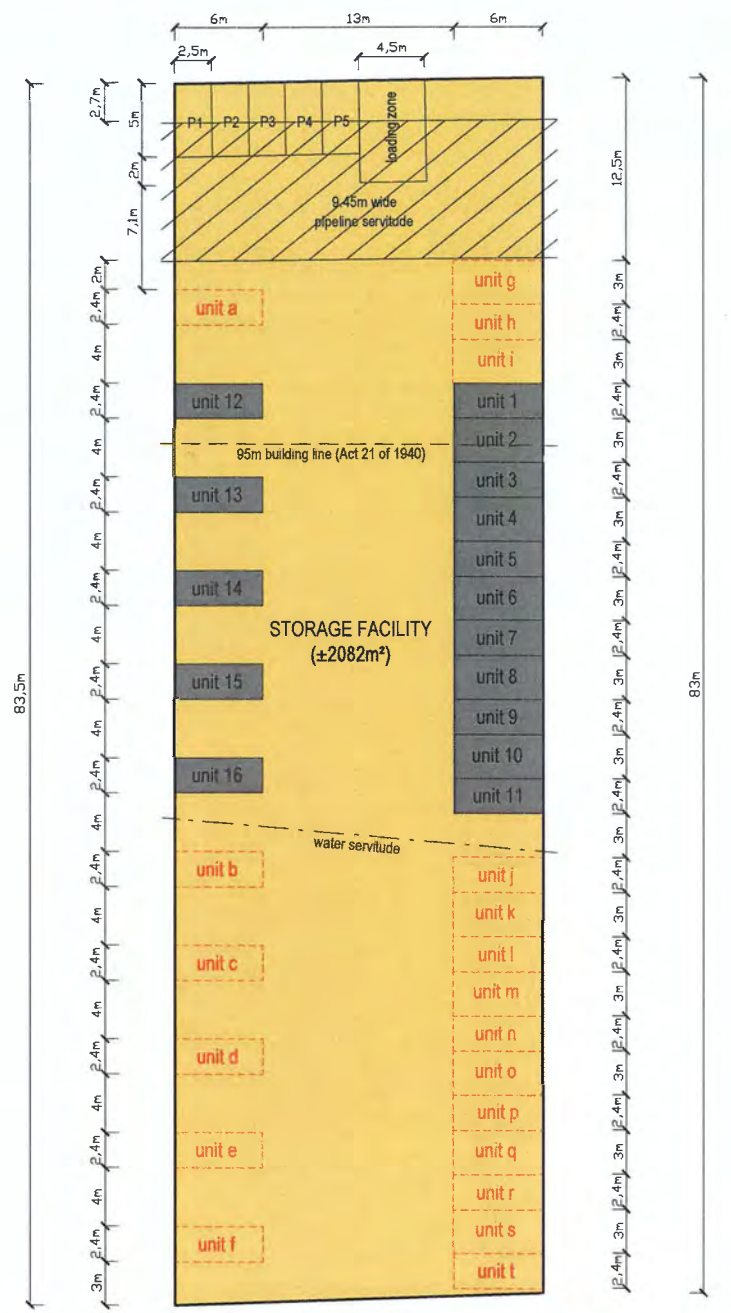 6m
13m
6m
2,5m
4,5m
2,7m
5m
2m
7,1m
P1
P2
P3
P4
P5
loading zone
12,5m
9.45m wide
pipeline servitude
2m
unit g
3m
2,4m
unit a
unit h
2,4m
4m
unit i
3m
2,4m
unit 12
unit 1
2,4m
4m
unit 2
3m
95m building line (Act 21 of 1940)
2,4m
unit 13
unit 3
2,4m
4m
unit 4
3m
unit 5
2,4m
2,4m
unit 14
unit 6
3m
4m
STORAGE FACILITY
(±2082m²)
unit 7
2,4m
2,4m
unit 15
unit 8
3m
83,5m
83m
4m
unit 9
2,4m
2,4m
unit 16
unit 10
3m
unit 11
2,4m
4m
water servitude
3m
2,4m
unit b
unit j
2,4m
4m
unit k
3m
2,4m
unit c
unit l
2,4m
4m
unit m
3m
unit n
2,4m
2,4m
unit d
unit o
3m
4m
unit p
2,4m
2,4m
unit e
unit q
3m
4m
unit r
2,4m
2,4m
unit f
unit s
3m
3m
unit t
2,4m